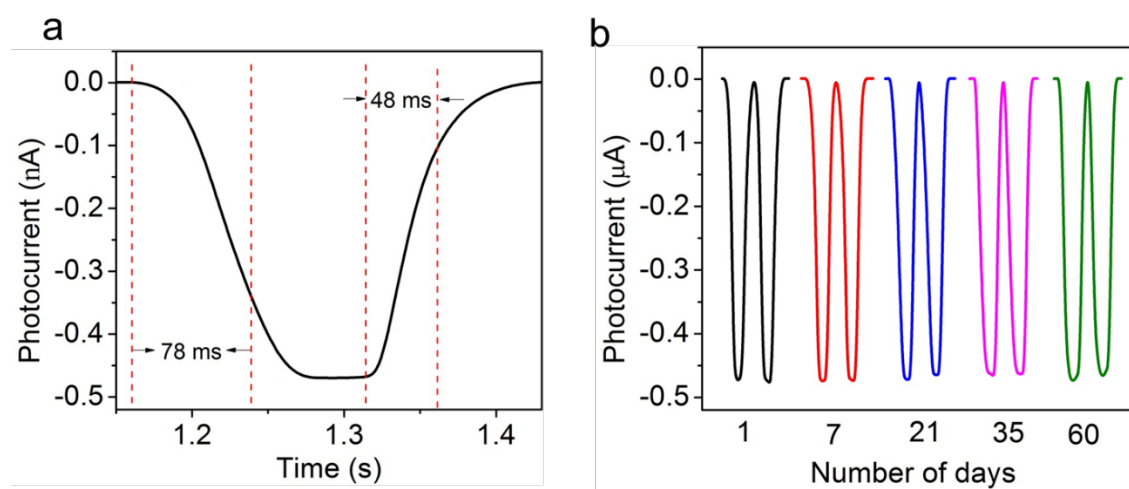 a
Photocurrent (nA)
0.0
-0.1
-0.2
-0.3
-0.4
-0.5
48 ms
78 ms
1.2 1.3 1.4
Time (s)
b
Photocurrent (μA)
0.0
-0.1
-0.2
-0.3
-0.4
-0.5
1 7 21 35 60
Number of days